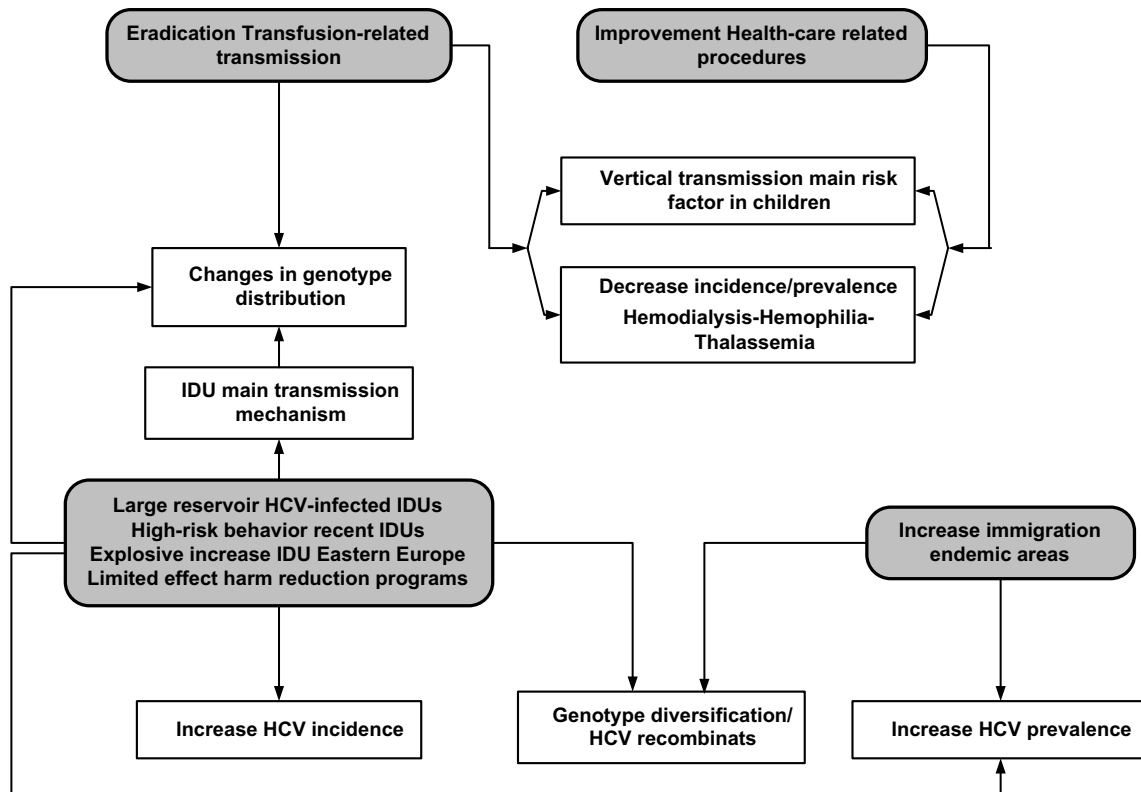 Eradication Transfusion-related
transmission
Improvement Health-care related
procedures
Vertical transmission main risk
factor in children
Changes in genotype
distribution
Decrease incidence/prevalence
Hemodialysis-Hemophilia-
Thalassemia
IDU main transmission
mechanism
Large reservoir HCV-infected IDUs
High-risk behavior recent IDUs
Explosive increase IDU Eastern Europe
Limited effect harm reduction programs
Increase immigration
endemic areas
Increase HCV incidence
Genotype diversification/
HCV recombinats
Increase HCV prevalence